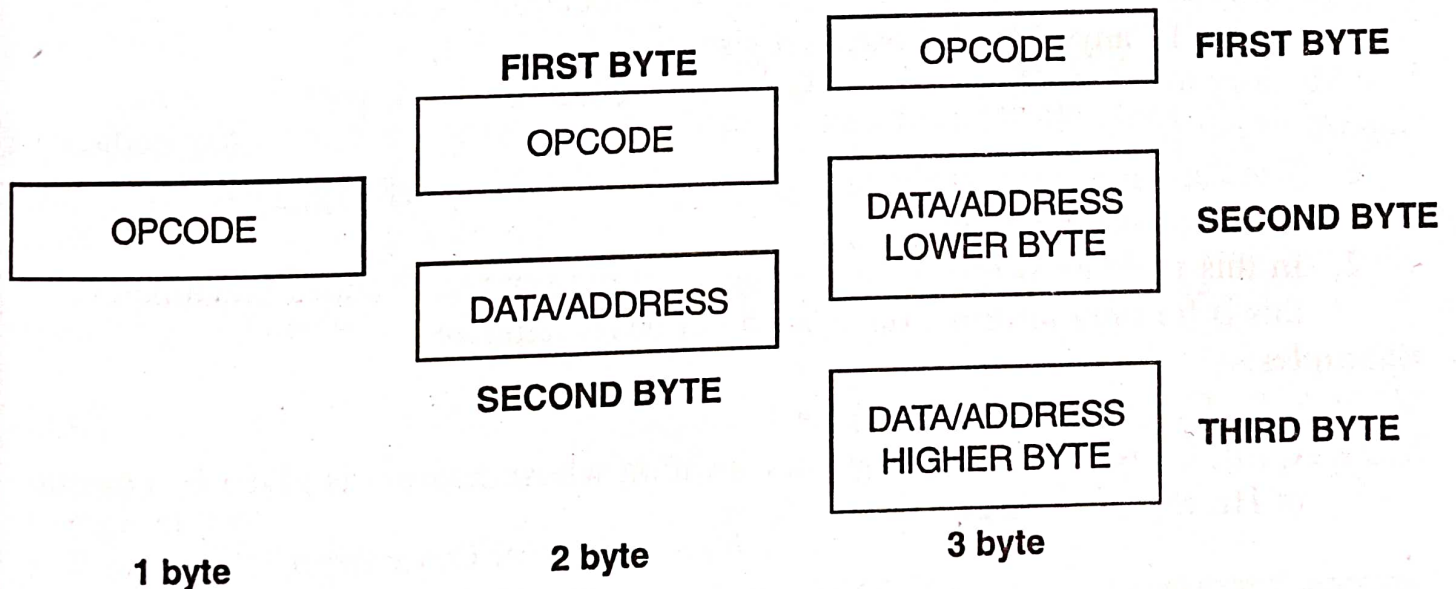 OPCODE
1 byte
FIRST BYTE
OPCODE
DATA/ADDRESS
SECOND BYTE
2 byte
OPCODE
FIRST BYTE
DATA/ADDRESS
LOWER BYTE
SECOND BYTE
DATA/ADDRESS
HIGHER BYTE
THIRD BYTE
3 byte